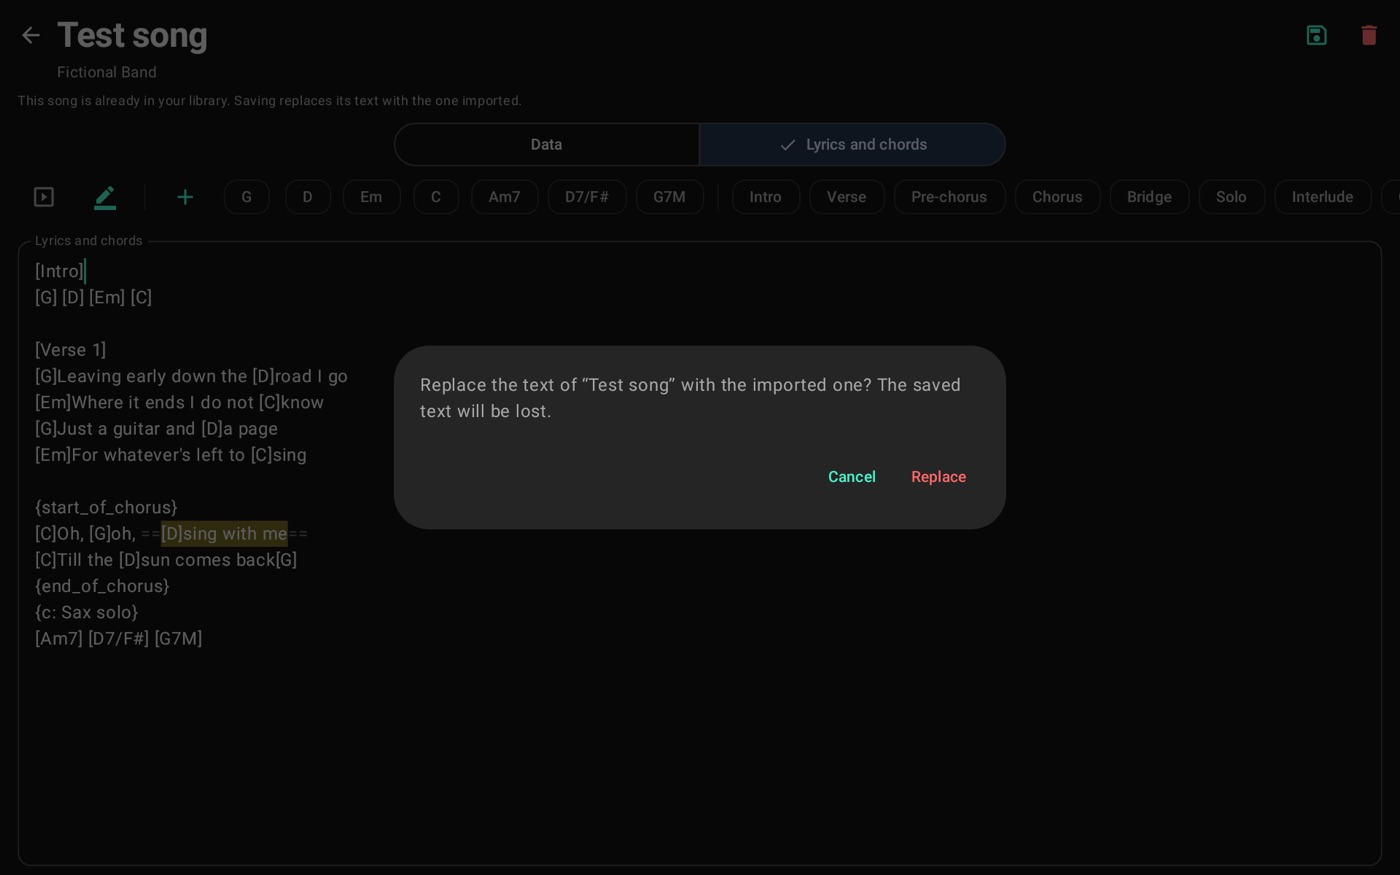 Test song
Fictional Band
This song is already in your library. Saving replaces its text with the one imported.
Data
Lyrics and chords
G D Em C Am7 D7/F# G7M Intro Verse Pre-chorus Chorus Bridge Solo Interlude
Lyrics and chords
[Intro]
[G] [D] [Em] [C]
[Verse 1]
[G]Leaving early down the [D]road I go
[Em]Where it ends I do not [C]know
[G]Just a guitar and [D]a page
[Em]For whatever's left to [C]sing
{start_of_chorus}
[C]Oh, [G]oh, ==[D]sing with me==
[C]Till the [D]sun comes back[G]
{end_of_chorus}
{c: Sax solo}
[Am7] [D7/F#] [G7M]
Replace the text of “Test song” with the imported one? The saved
text will be lost.
Cancel
Replace